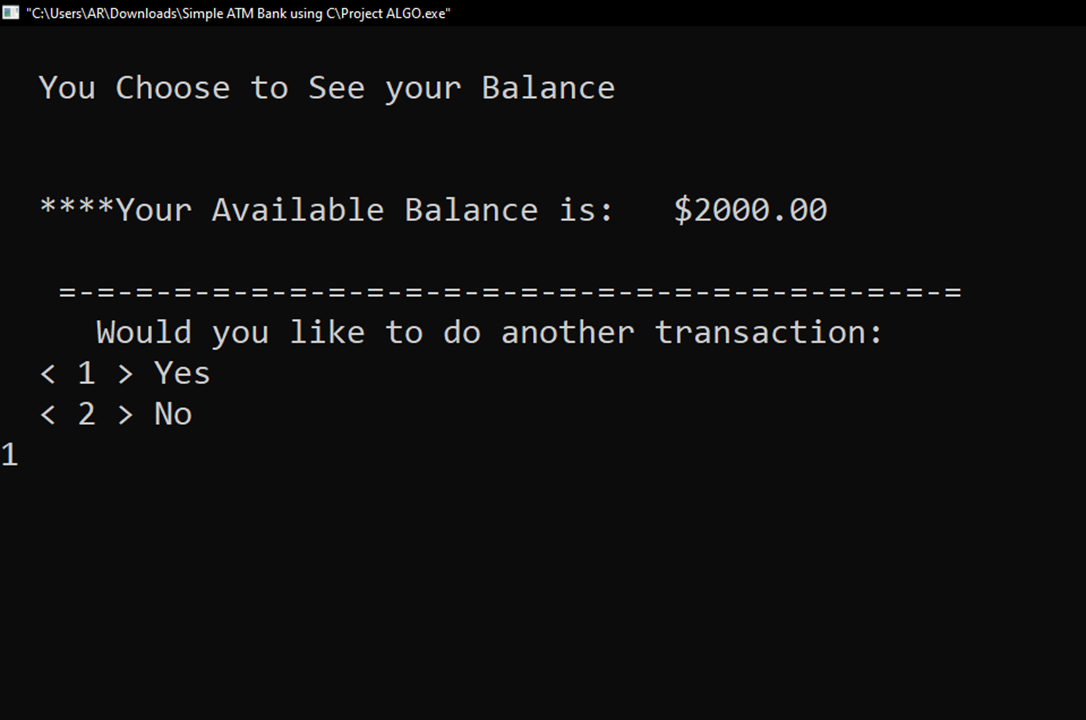 "C:\Users\AR\Downloads\Simple ATM Bank using C\Project ALGO.exe"
You Choose to See your Balance
****Your Available Balance is:   $2000.00
=-=-=-=-=-=-=-=-=-=-=-=-=-=-=-=-=-=-=-=-=-=-=-=
Would you like to do another transaction:
< 1 > Yes
< 2 > No
1